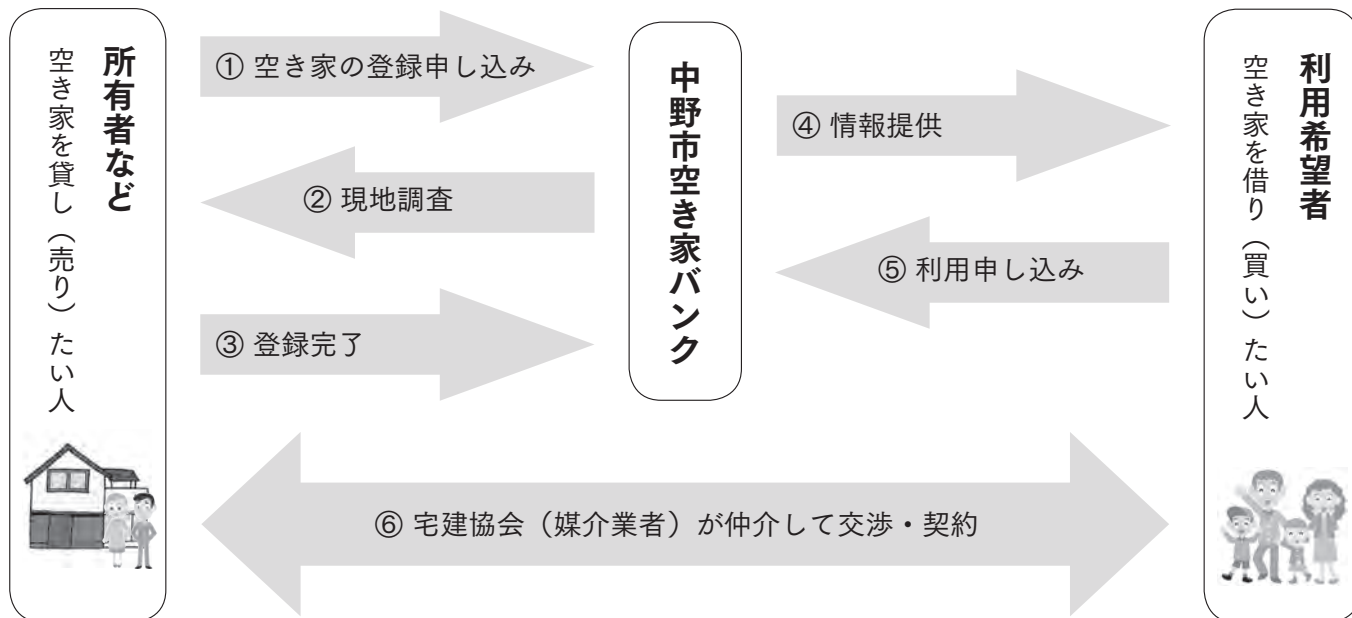 所有者など
空き家を貸し（売り）たい人
① 空き家の登録申し込み
② 現地調査
③ 登録完了
中野市空き家バンク
④ 情報提供
⑤ 利用申し込み
利用希望者
空き家を借り（買い）たい人
⑥ 宅建協会（媒介業者）が仲介して交渉・契約